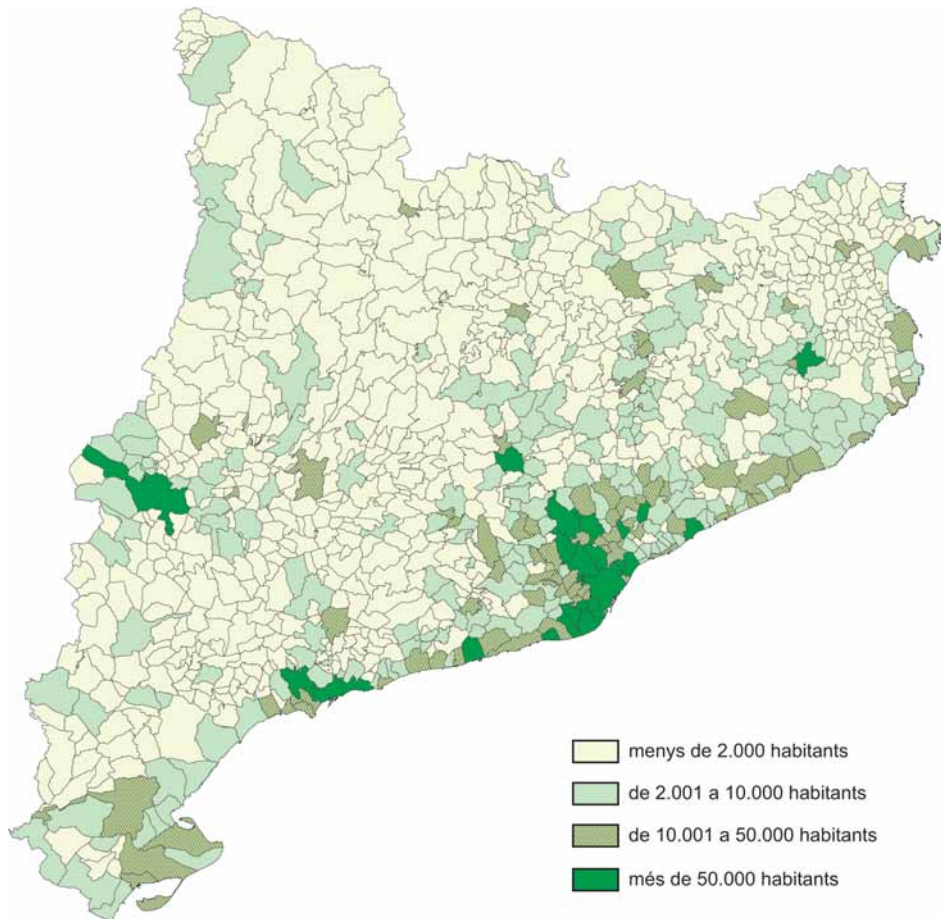 menys de 2.000 habitants
de 2.001 a 10.000 habitants
de 10.001 a 50.000 habitants
més de 50.000 habitants